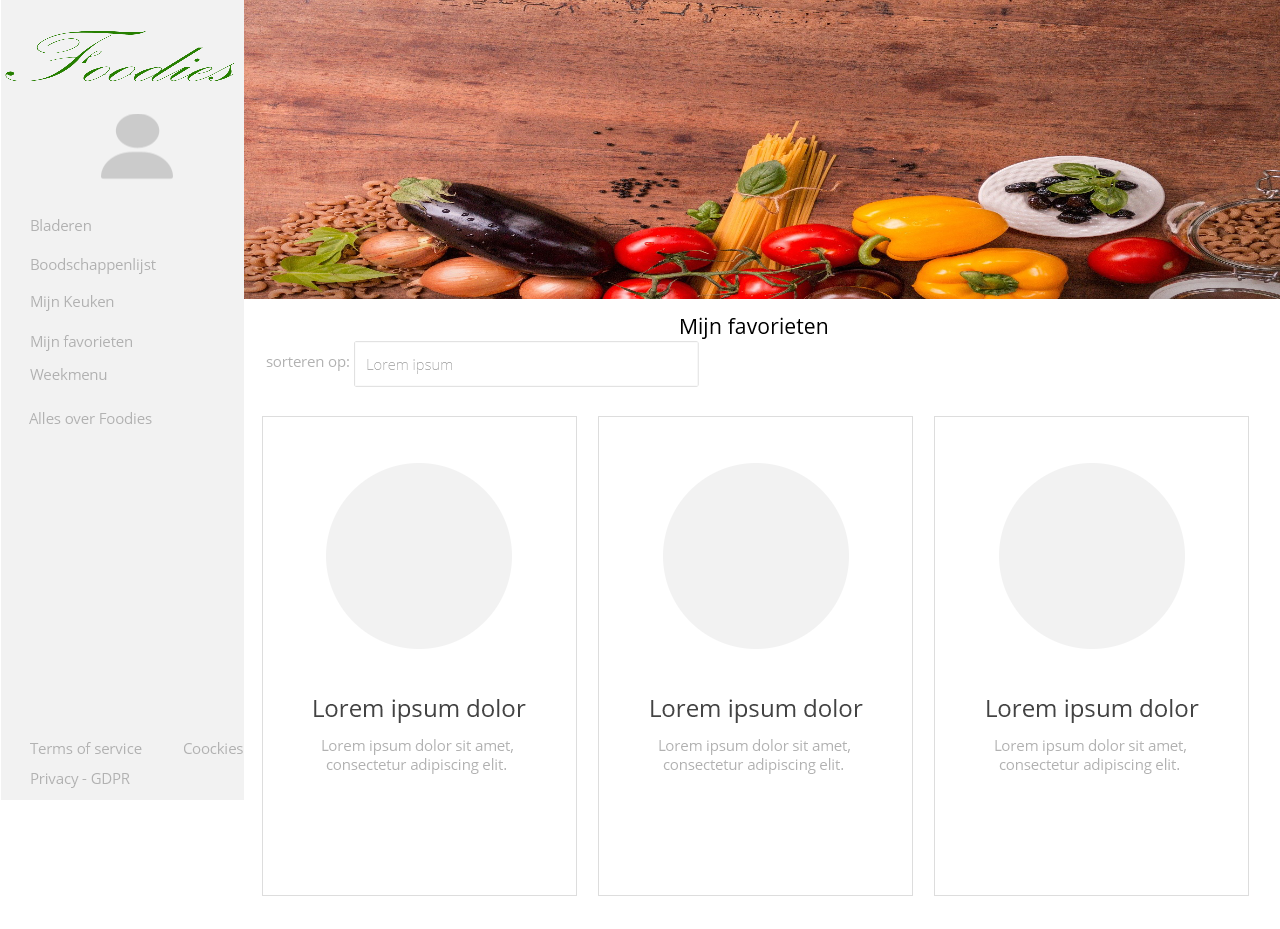 Foodies
Bladeren
Boodschappenlijst
Mijn Keuken
Mijn favorieten
Weekmenu
Alles over Foodies
Terms of service
Coockies
Privacy - GDPR
Mijn favorieten
sorteren op:
Lorem ipsum
Lorem ipsum dolor
Lorem ipsum dolor sit amet,
consectetur adipiscing elit.
Lorem ipsum dolor
Lorem ipsum dolor sit amet,
consectetur adipiscing elit.
Lorem ipsum dolor
Lorem ipsum dolor sit amet,
consectetur adipiscing elit.